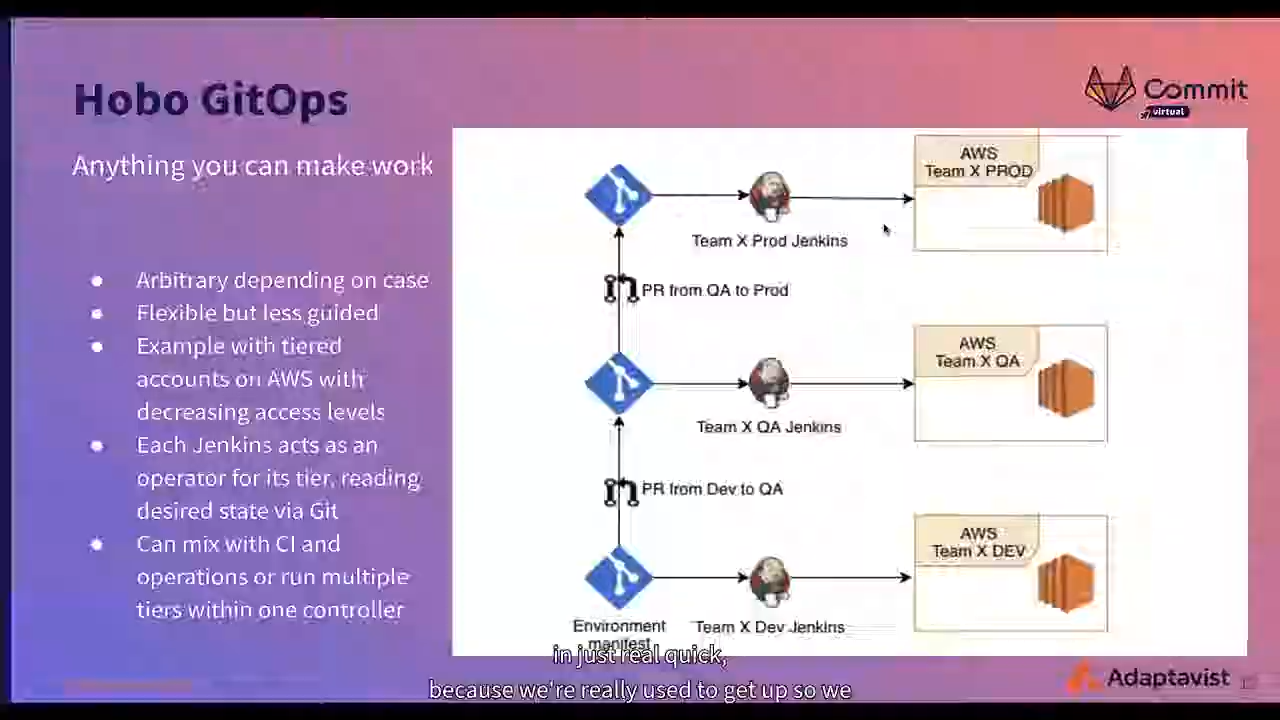 Hobo GitOps
Commit
virtual
Anything you can make work
Arbitrary depending on case
Flexible but less guided
Example with tiered
accounts on AWS with
decreasing access levels
Each Jenkins acts as an
operator for its tier, reading
desired state via Git
Can mix with CI and
operations or run multiple
tiers within one controller
AWS
Team X PROD
Team X Prod Jenkins
PR from QA to Prod
AWS
Team X QA
Team X QA Jenkins
PR from Dev to QA
AWS
Team X DEV
Environment
manifest
Team X Dev Jenkins
in just real quick,
because we're really used to get up so we
Adaptavist